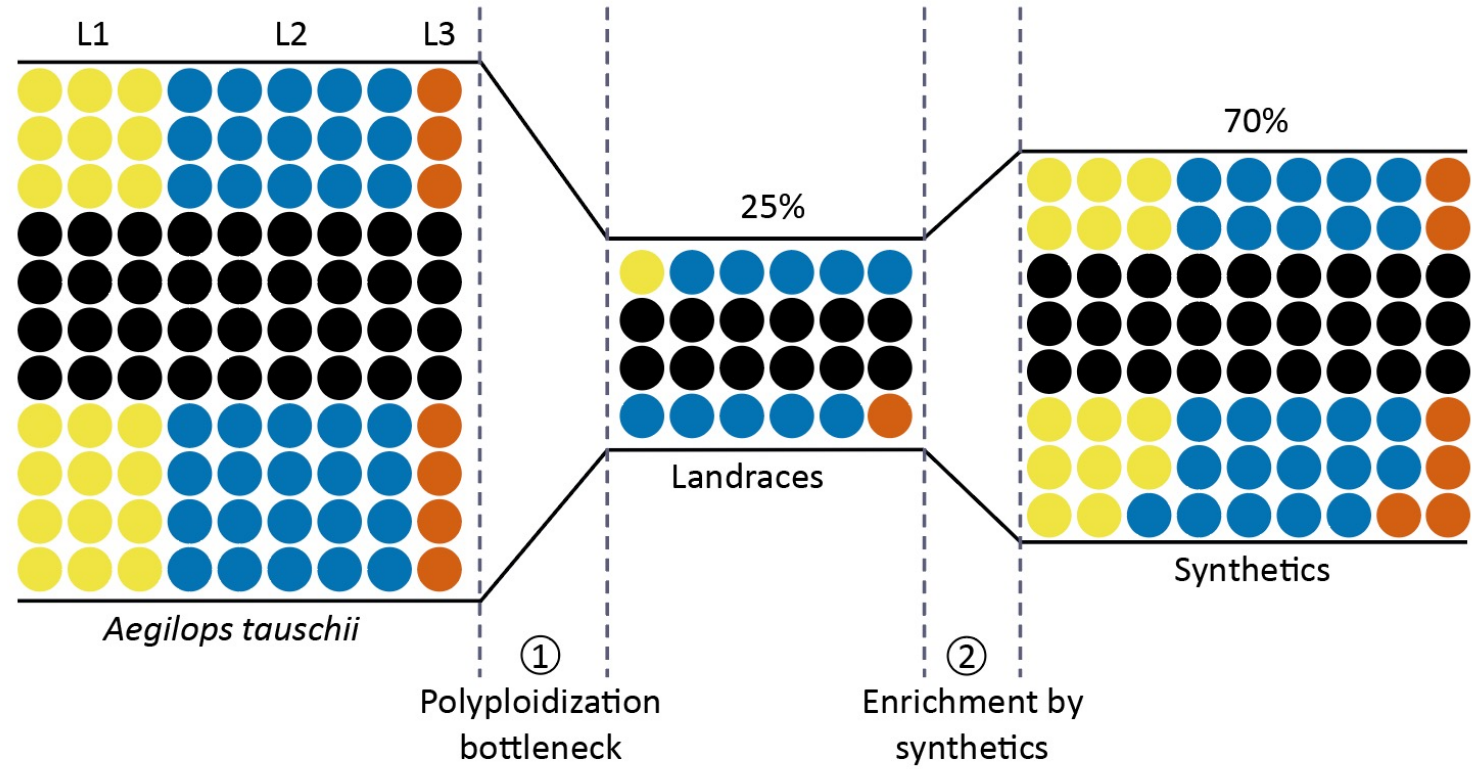 L1 L2 L3
70%
25%
Landraces
Synthetics
Aegilops tauschii
①
Polyploidization
bottleneck
②
Enrichment by
synthetics